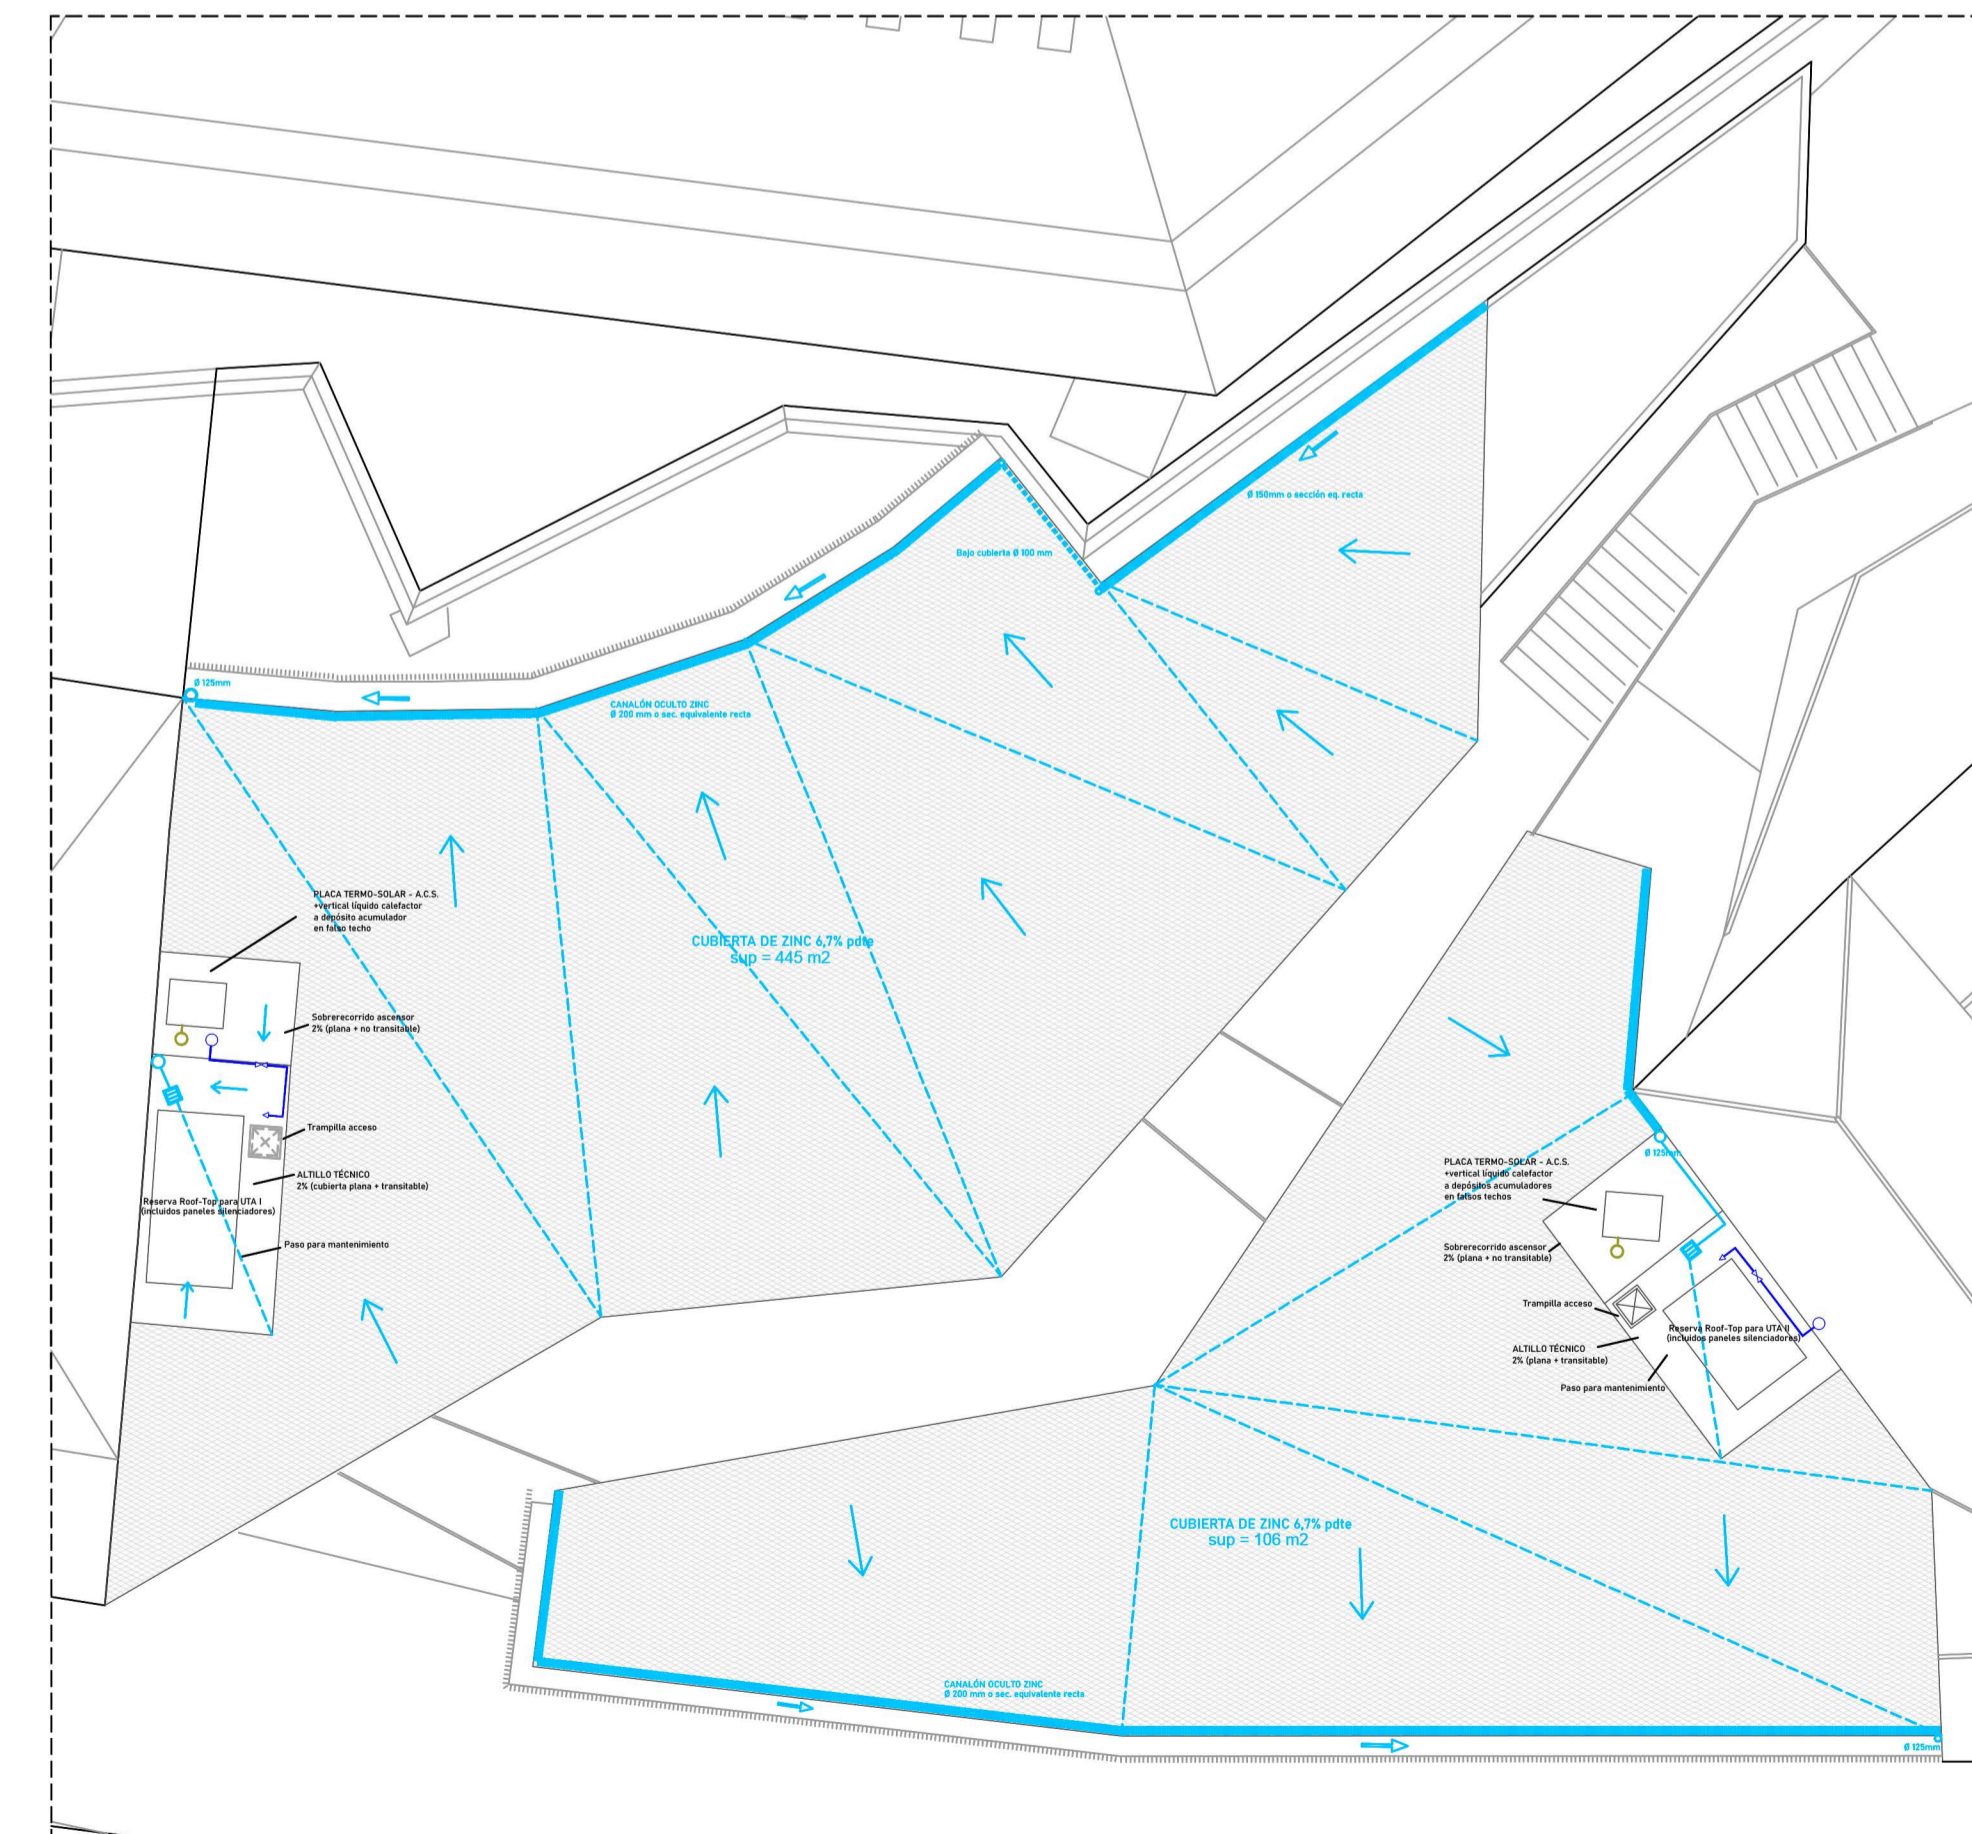 Ø 150mm o sección eq. recta
Bajo cubierta Ø 100 mm
Ø 125mm
CANALÓN OCULTO ZINC
Ø 200 mm o sec. equivalente recta
PLACA TERMO-SOLAR - A.C.S.
+vertical líquido calefactor
a depósito acumulador
en falso techo
CUBIERTA DE ZINC 6,7% pdte
sup = 445 m2
Sobrerecorrido ascensor
2% (plana + no transitable)
Trampilla acceso
ALTILLO TÉCNICO
2% (cubierta plana + transitable)
Reserva Roof-Top para UTA I
(incluidos paneles silenciadores)
Paso para mantenimiento
Ø 125mm
PLACA TERMO-SOLAR - A.C.S.
+vertical líquido calefactor
a depósitos acumuladores
en falsos techos
Sobrerecorrido ascensor
2% (plana + no transitable)
Trampilla acceso
Reserva Roof-Top para UTA II
(incluidos paneles silenciadores)
ALTILLO TÉCNICO
2% (plana + transitable)
Paso para mantenimiento
CUBIERTA DE ZINC 6,7% pdte
sup = 106 m2
CANALÓN OCULTO ZINC
Ø 200 mm o sec. equivalente recta
Ø 125mm